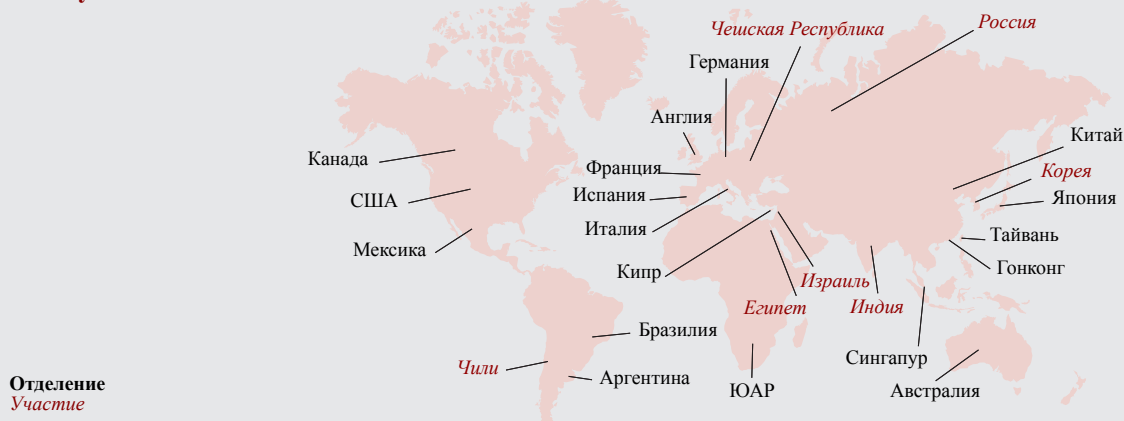 Россия
Чешская Республика
Германия
Англия
Китай
Канада
Франция
Корея
США
Испания
Япония
Италия
Тайвань
Мексика
Кипр
Гонконг
Израиль
Египет
Индия
Бразилия
Сингапур
Чили
Аргентина
ЮАР
Австралия
Отделение
Участие